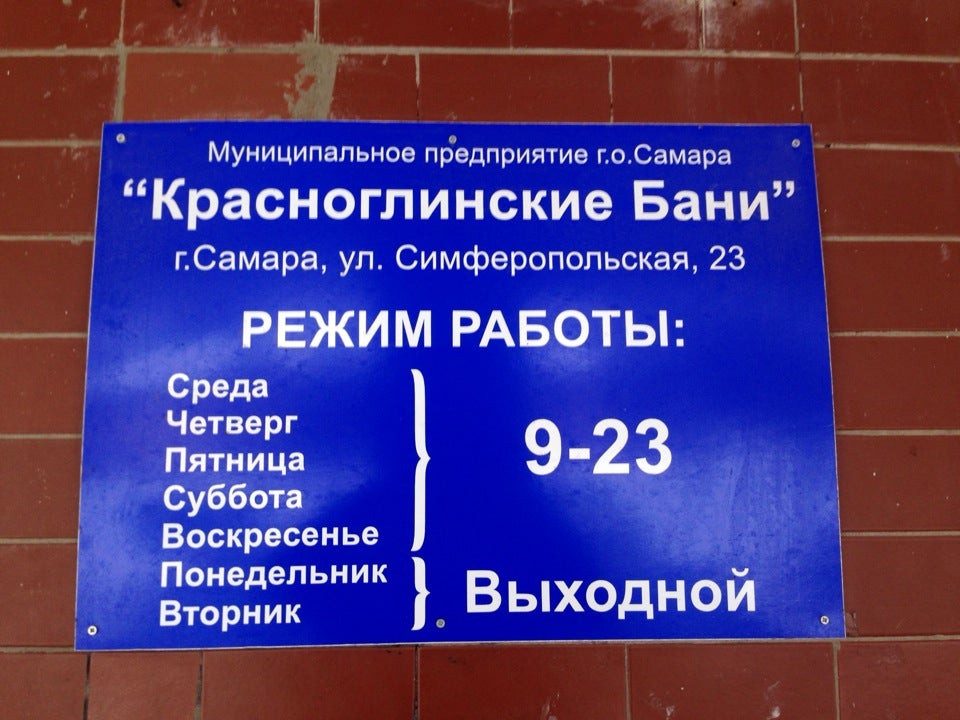 Муниципальное предприятие г.о.Самара
“Красноглинские Бани”
г.Самара, ул. Симферопольская, 23
РЕЖИМ РАБОТЫ:
Среда
Четверг
Пятница
Суббота
Воскресенье
9-23
Понедельник
Вторник
Выходной